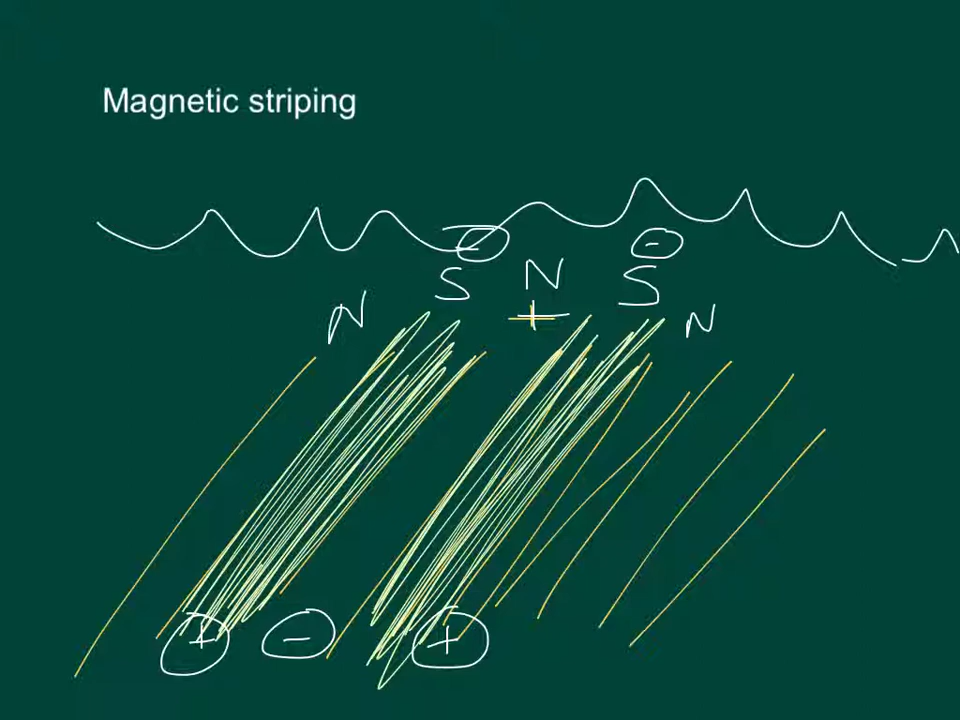 Magnetic striping
-
S N S
N + N
+ - +